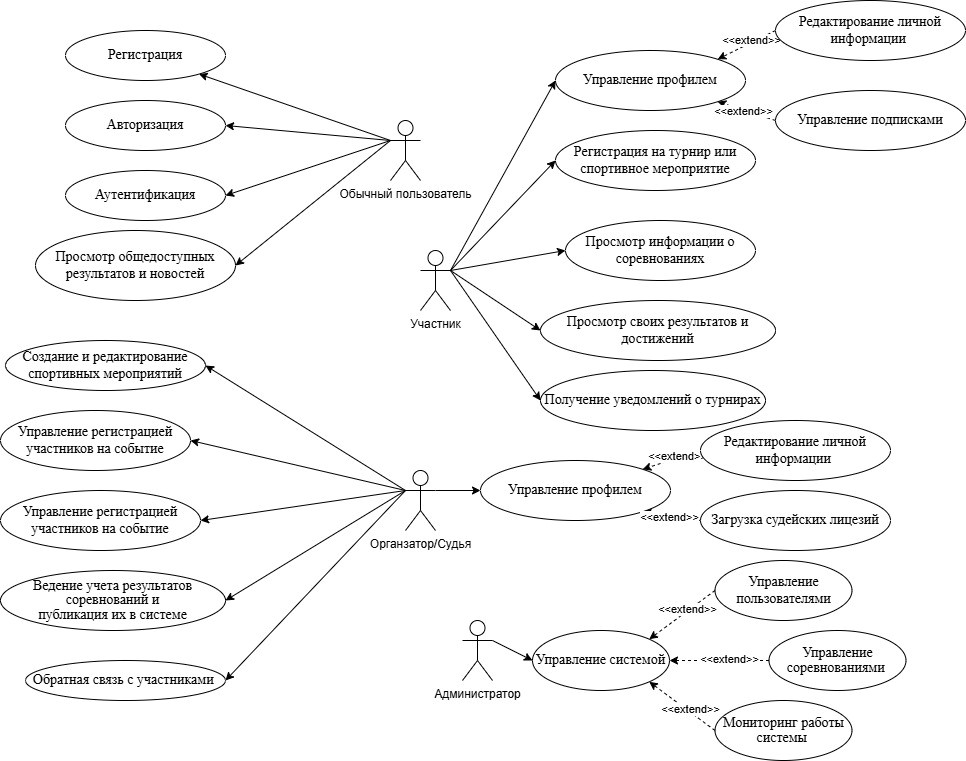 Регистрация
Авторизация
Аутентификация
Просмотр общедоступных
результатов и новостей
Обычный пользователь
Управление профилем
<<extend>>
Редактирование личной
информации
<<extend>>
Управление подписками
Регистрация на турнир или
спортивное мероприятие
Просмотр информации о
соревнованиях
Участник
Просмотр своих результатов и
достижений
Получение уведомлений о турнирах
Создание и редактирование
спортивных мероприятий
Управление регистрацией
участников на событие
Управление регистрацией
участников на событие
Ведение учета результатов
соревнований и
публикация их в системе
Обратная связь с участниками
Органзатор/Судья
Управление профилем
<<extend>>
Редактирование личной
информации
<<extend>>
Загрузка судейских лицезий
Администратор
Управление системой
<<extend>>
Управление
пользователями
<<extend>>
Управление
соревнованиями
<<extend>>
Мониторинг работы
системы